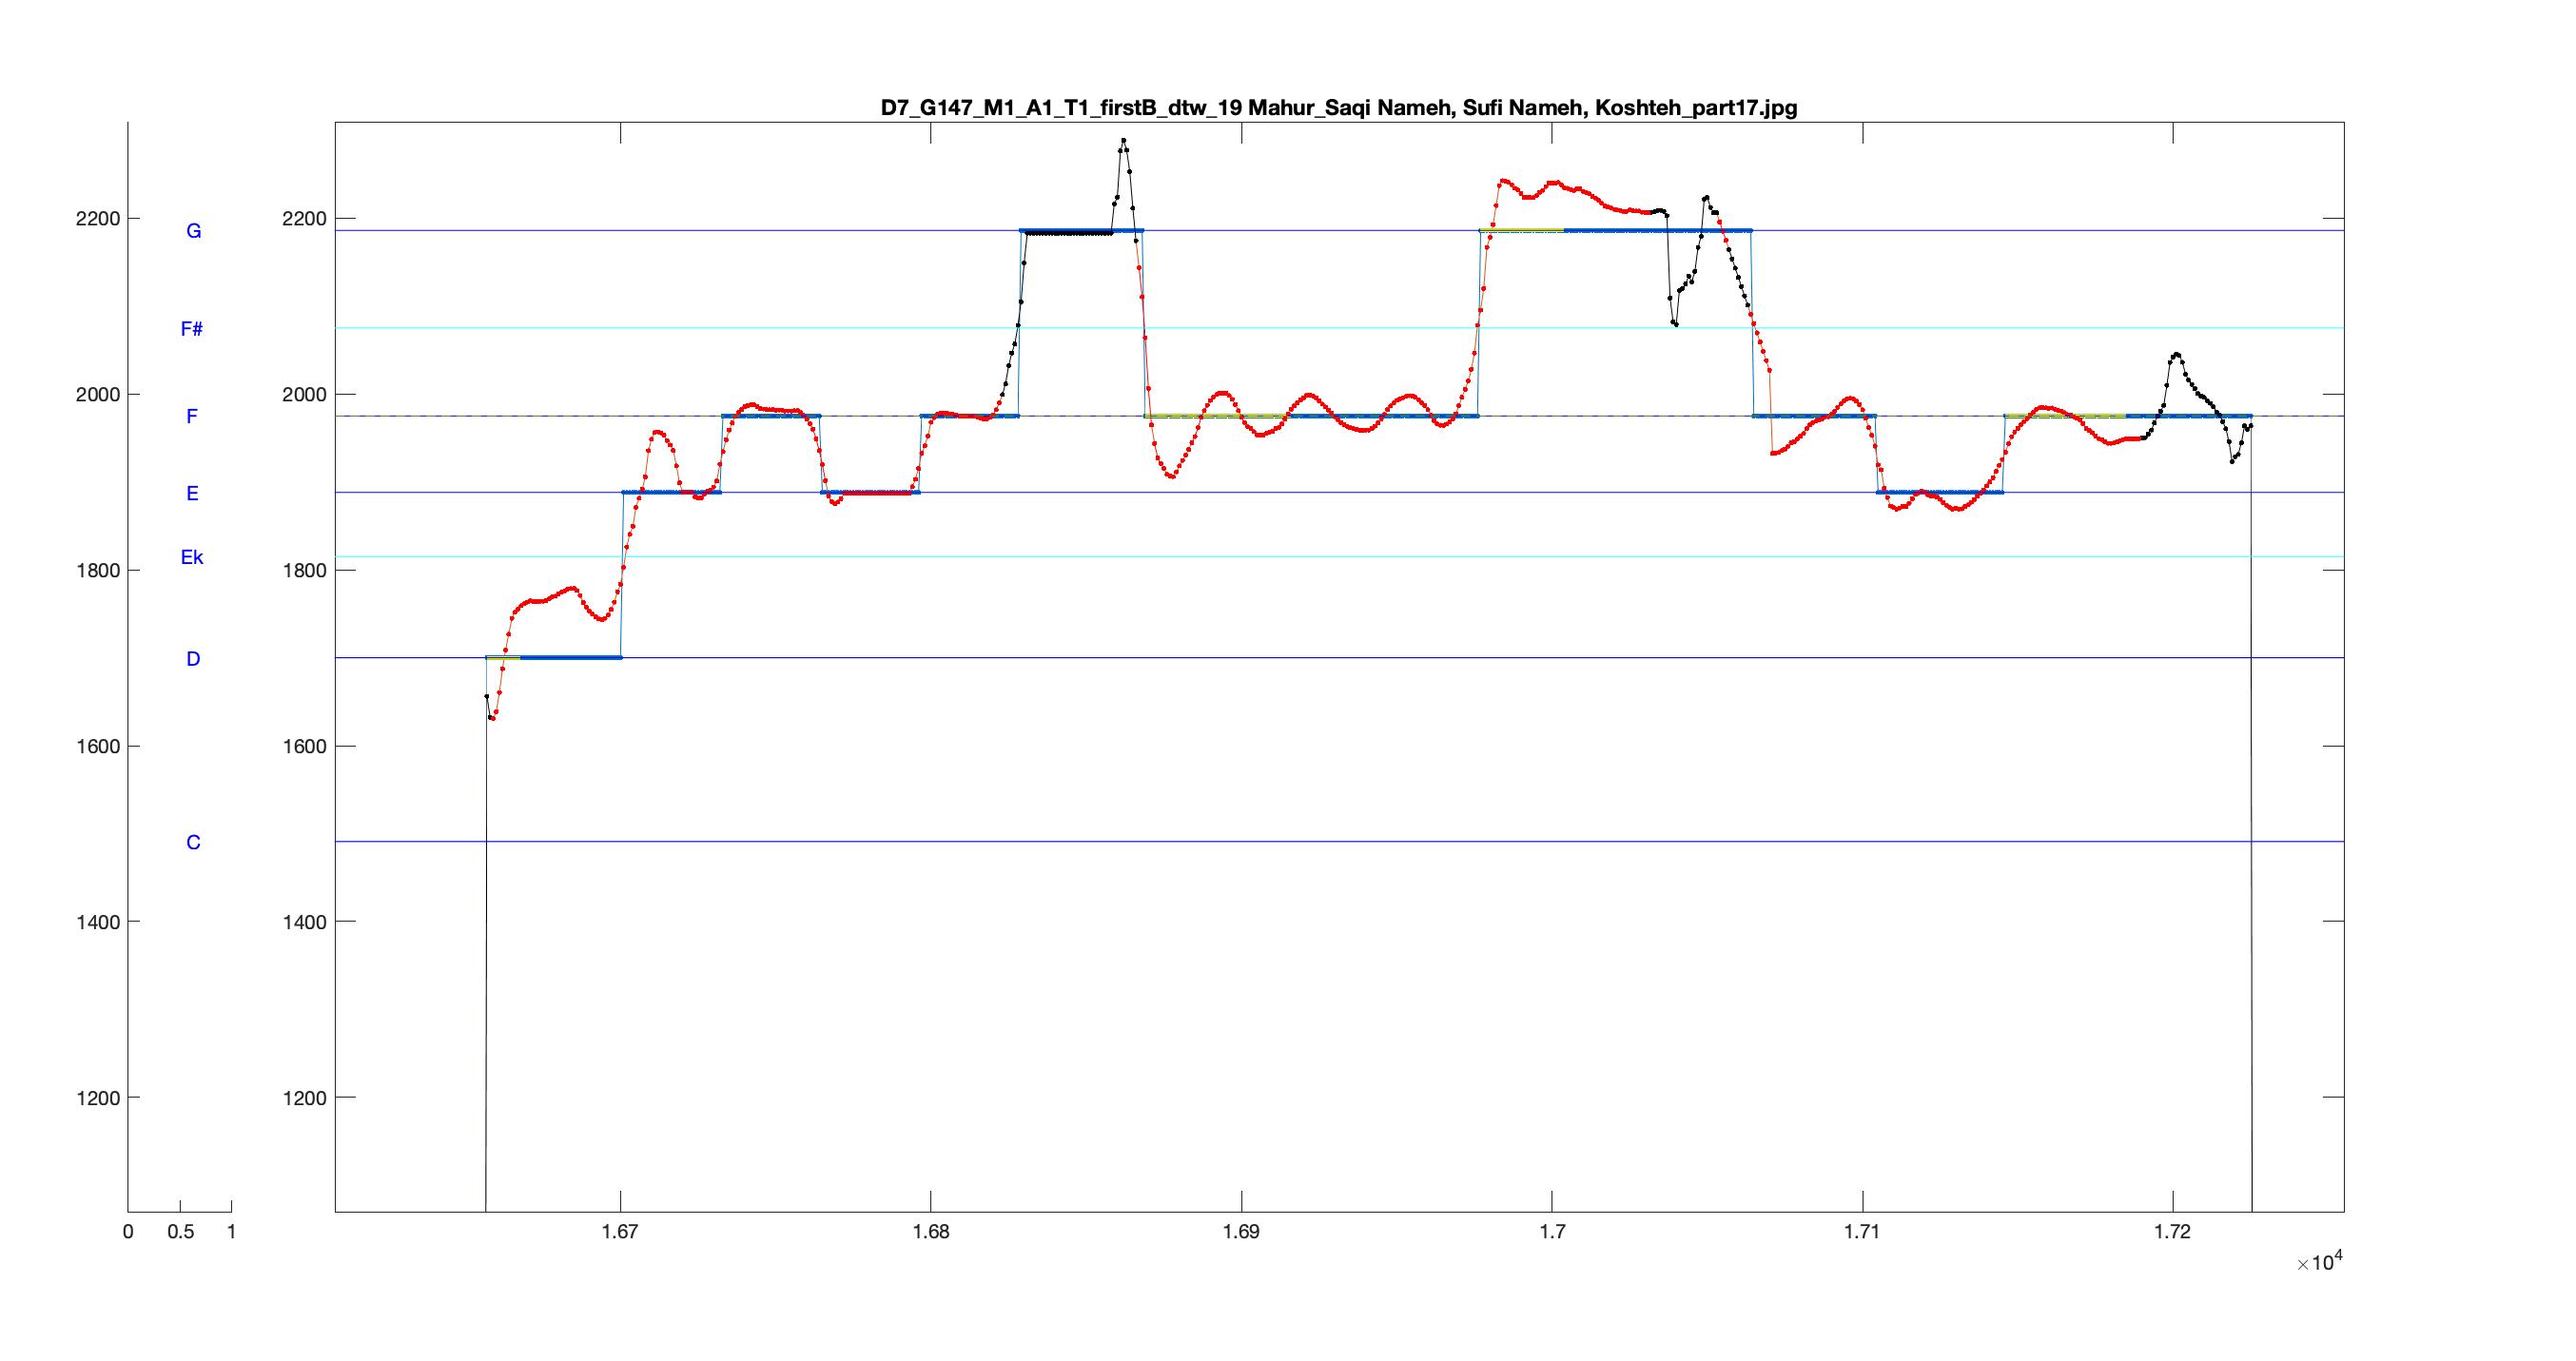 D7_G147_M1_A1_T1_firstB_dtw_19 Mahur_Saqi Nameh, Sufi Nameh, Koshteh_part17.jpg
2200 G 2200
F#
2000 2000
F
E
Ek
1800 1800
D
1600 1600
C
1400 1400
1200 1200
0 0.5 1 1.67 1.68 1.69 1.7 1.71 1.72
×10⁴